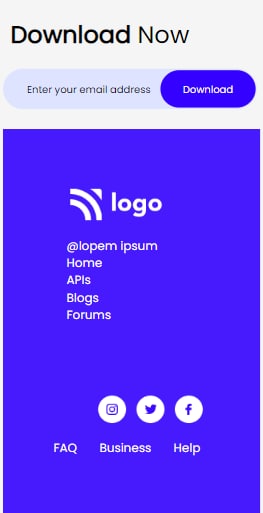 Download Now
Enter your email address Download
logo
@lopem ipsum
Home
APIs
Blogs
Forums
FAQ Business Help